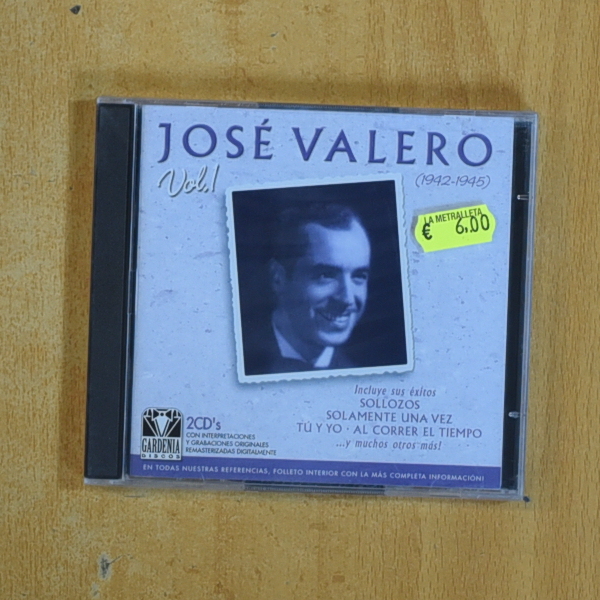 JOSÉ VALERO
Vol.1
(1942-1945)
LA METRALLETA
€ 6,00
Incluye sus éxitos
SOLLOZOS
SOLAMENTE UNA VEZ
TÚ Y YO · AL CORRER EL TIEMPO
...y muchos otros más!
GARDENIA
DISCOS
2CD's
CON INTERPRETACIONES
Y GRABACIONES ORIGINALES
REMASTERIZADAS DIGITALMENTE
EN TODAS NUESTRAS REFERENCIAS, FOLLETO INTERIOR CON LA MÁS COMPLETA INFORMACIÓN!